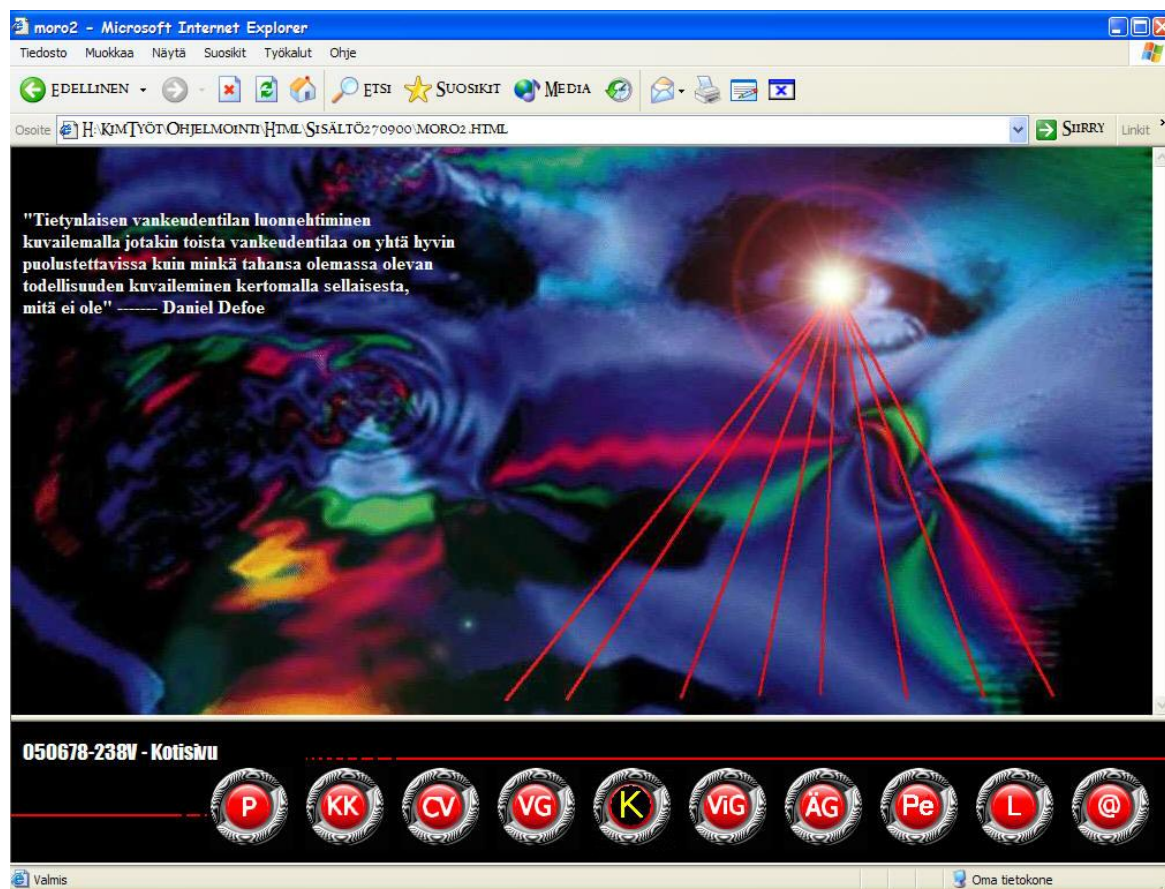 moro2 - Microsoft Internet Explorer
Tiedosto Muokkaa Näytä Suosikit Työkalut Ohje
EDELLINEN ETSI SUOSIKIT MEDIA
Osoite H:\KIMTYÖT\OHJELMOINTI\HTML\SISÄLTÖ270900\MORO2.HTML SIIRRY Linkit »
"Tietynlaisen vankeudentilan luonnehtiminen
kuvailemalla jotakin toista vankeudentilaa on yhtä hyvin
puolustettavissa kuin minkä tahansa olemassa olevan
todellisuuden kuvaileminen kertomalla sellaisesta,
mitä ei ole" ------- Daniel Defoe
050678-238V - Kotisivu
P KK CV VG K ViG ÄG Pe L @
Valmis Oma tietokone